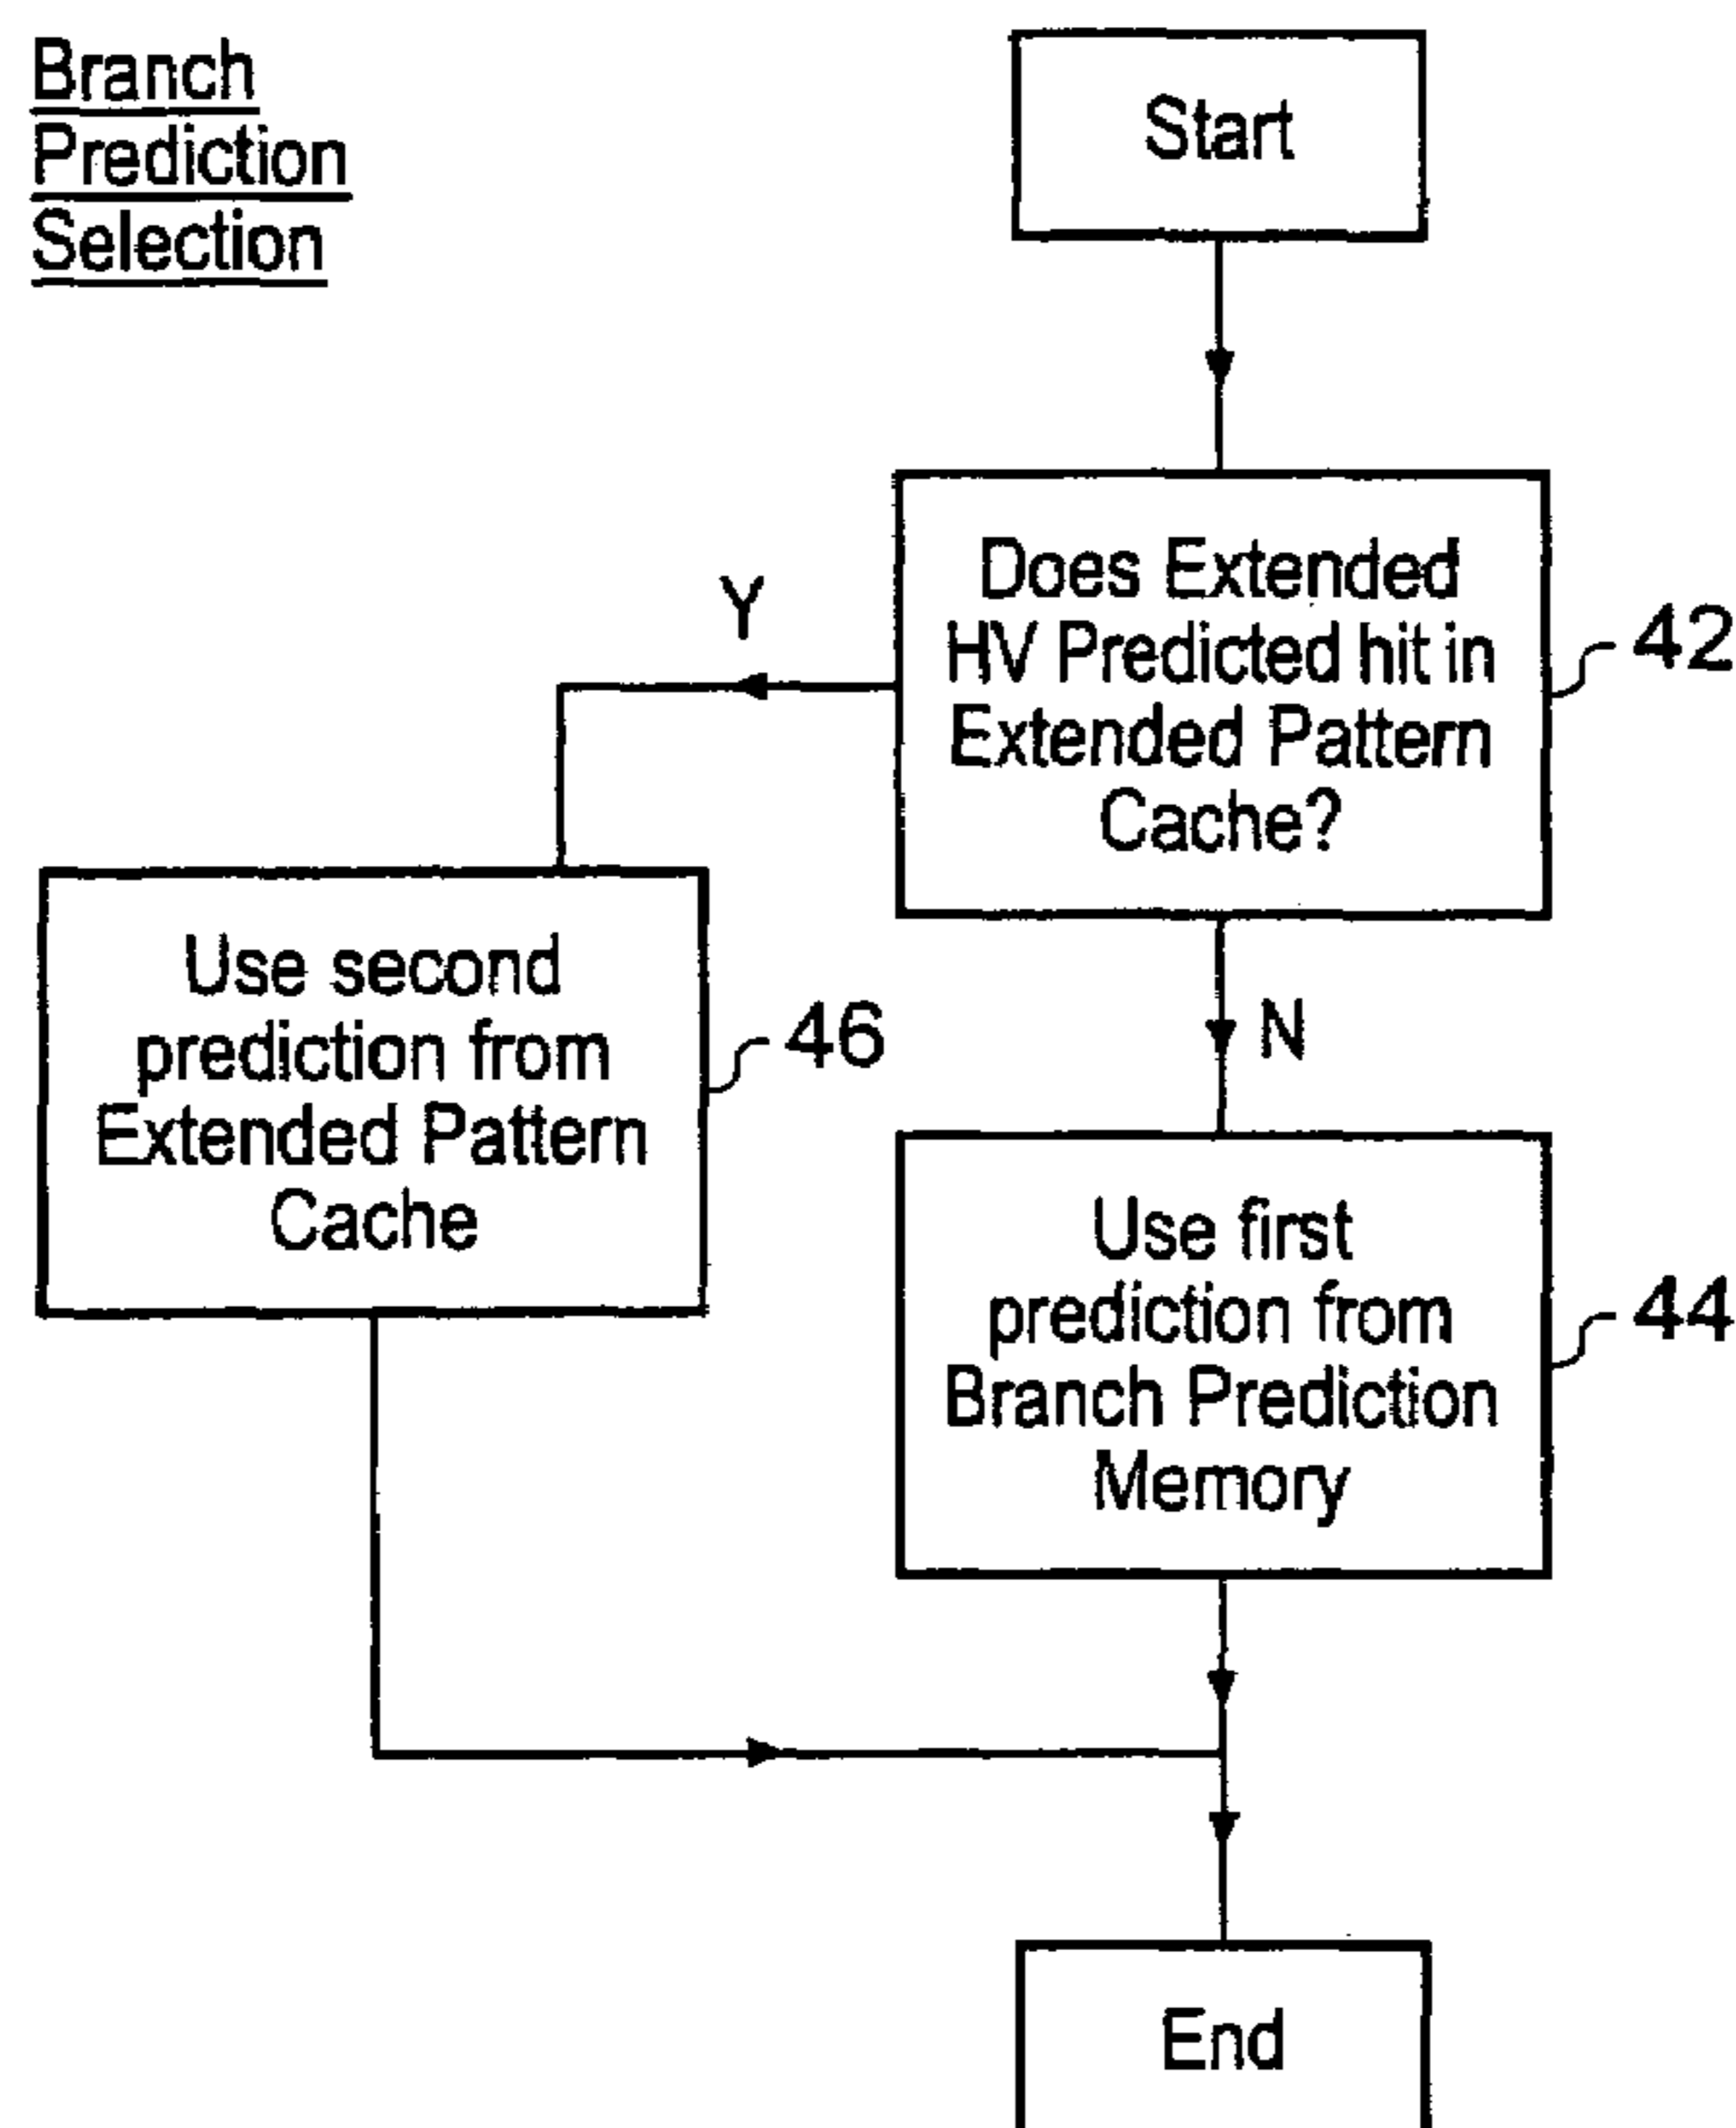 Branch
Prediction
Selection
Start
Does Extended
HV Predicted hit in
Extended Pattern
Cache?
42
Y
N
Use second
prediction from
Extended Pattern
Cache
46
Use first
prediction from
Branch Prediction
Memory
44
End